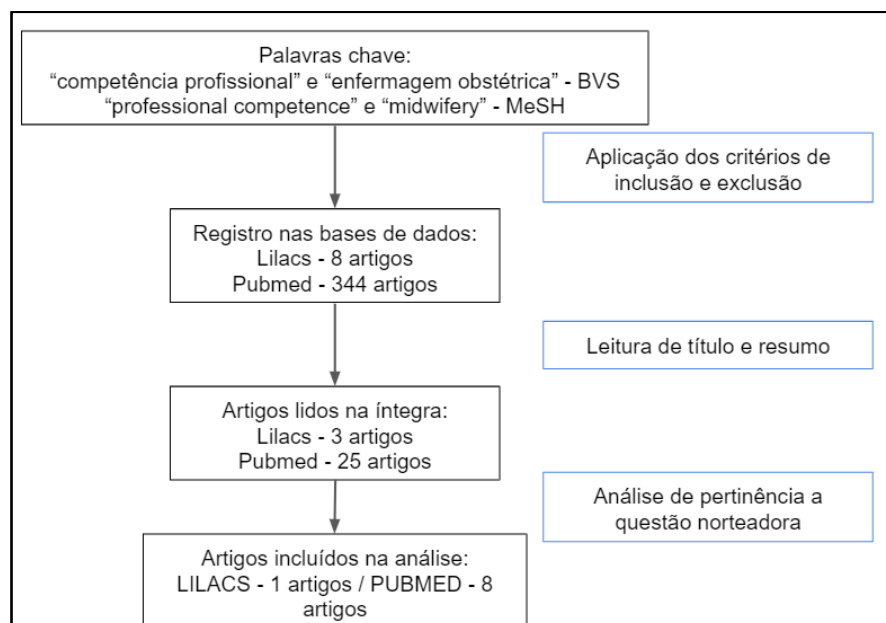 Palavras chave:
“competência profissional” e “enfermagem obstétrica” - BVS
“professional competence” e “midwifery” - MeSH
Aplicação dos critérios de
inclusão e exclusão
Registro nas bases de dados:
Lilacs - 8 artigos
Pubmed - 344 artigos
Leitura de título e resumo
Artigos lidos na íntegra:
Lilacs - 3 artigos
Pubmed - 25 artigos
Análise de pertinência a
questão norteadora
Artigos incluídos na análise:
LILACS - 1 artigos / PUBMED - 8
artigos